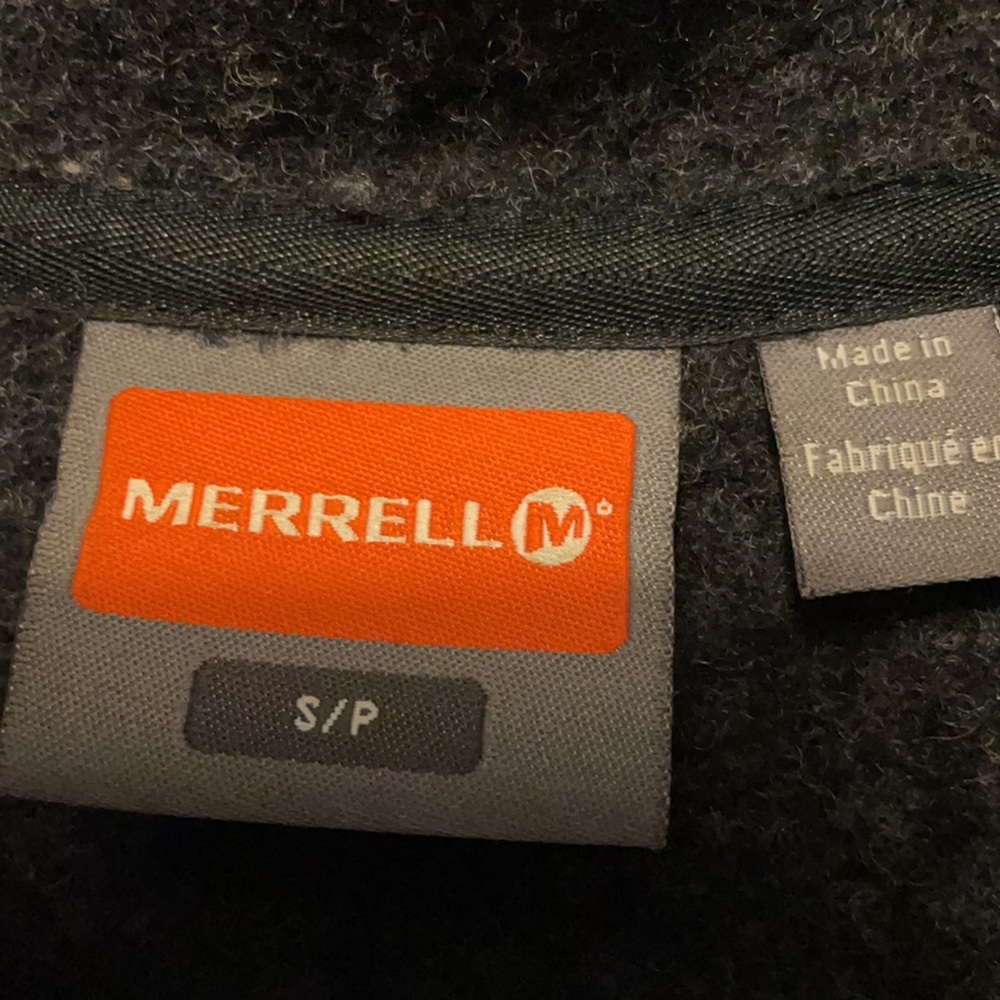 MERRELL M
S/P
Made in
China
Fabriqué en
Chine